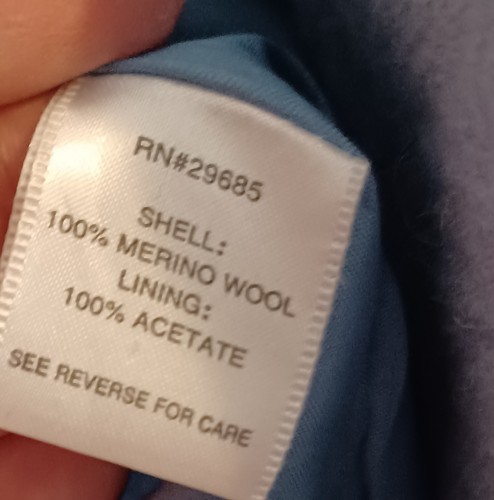 RN#29685
SHELL:
100% MERINO WOOL
LINING:
100% ACETATE
SEE REVERSE FOR CARE